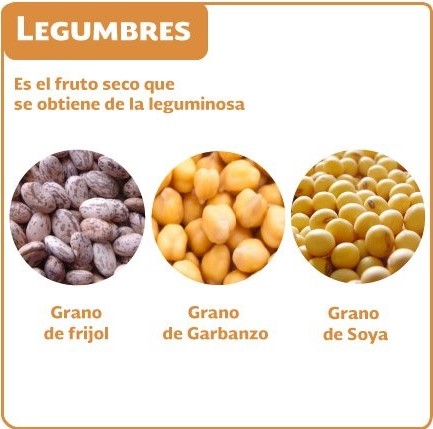 LEGUMBRES
Es el fruto seco que
se obtiene de la leguminosa
Grano
de frijol
Grano
de Garbanzo
Grano
de Soya